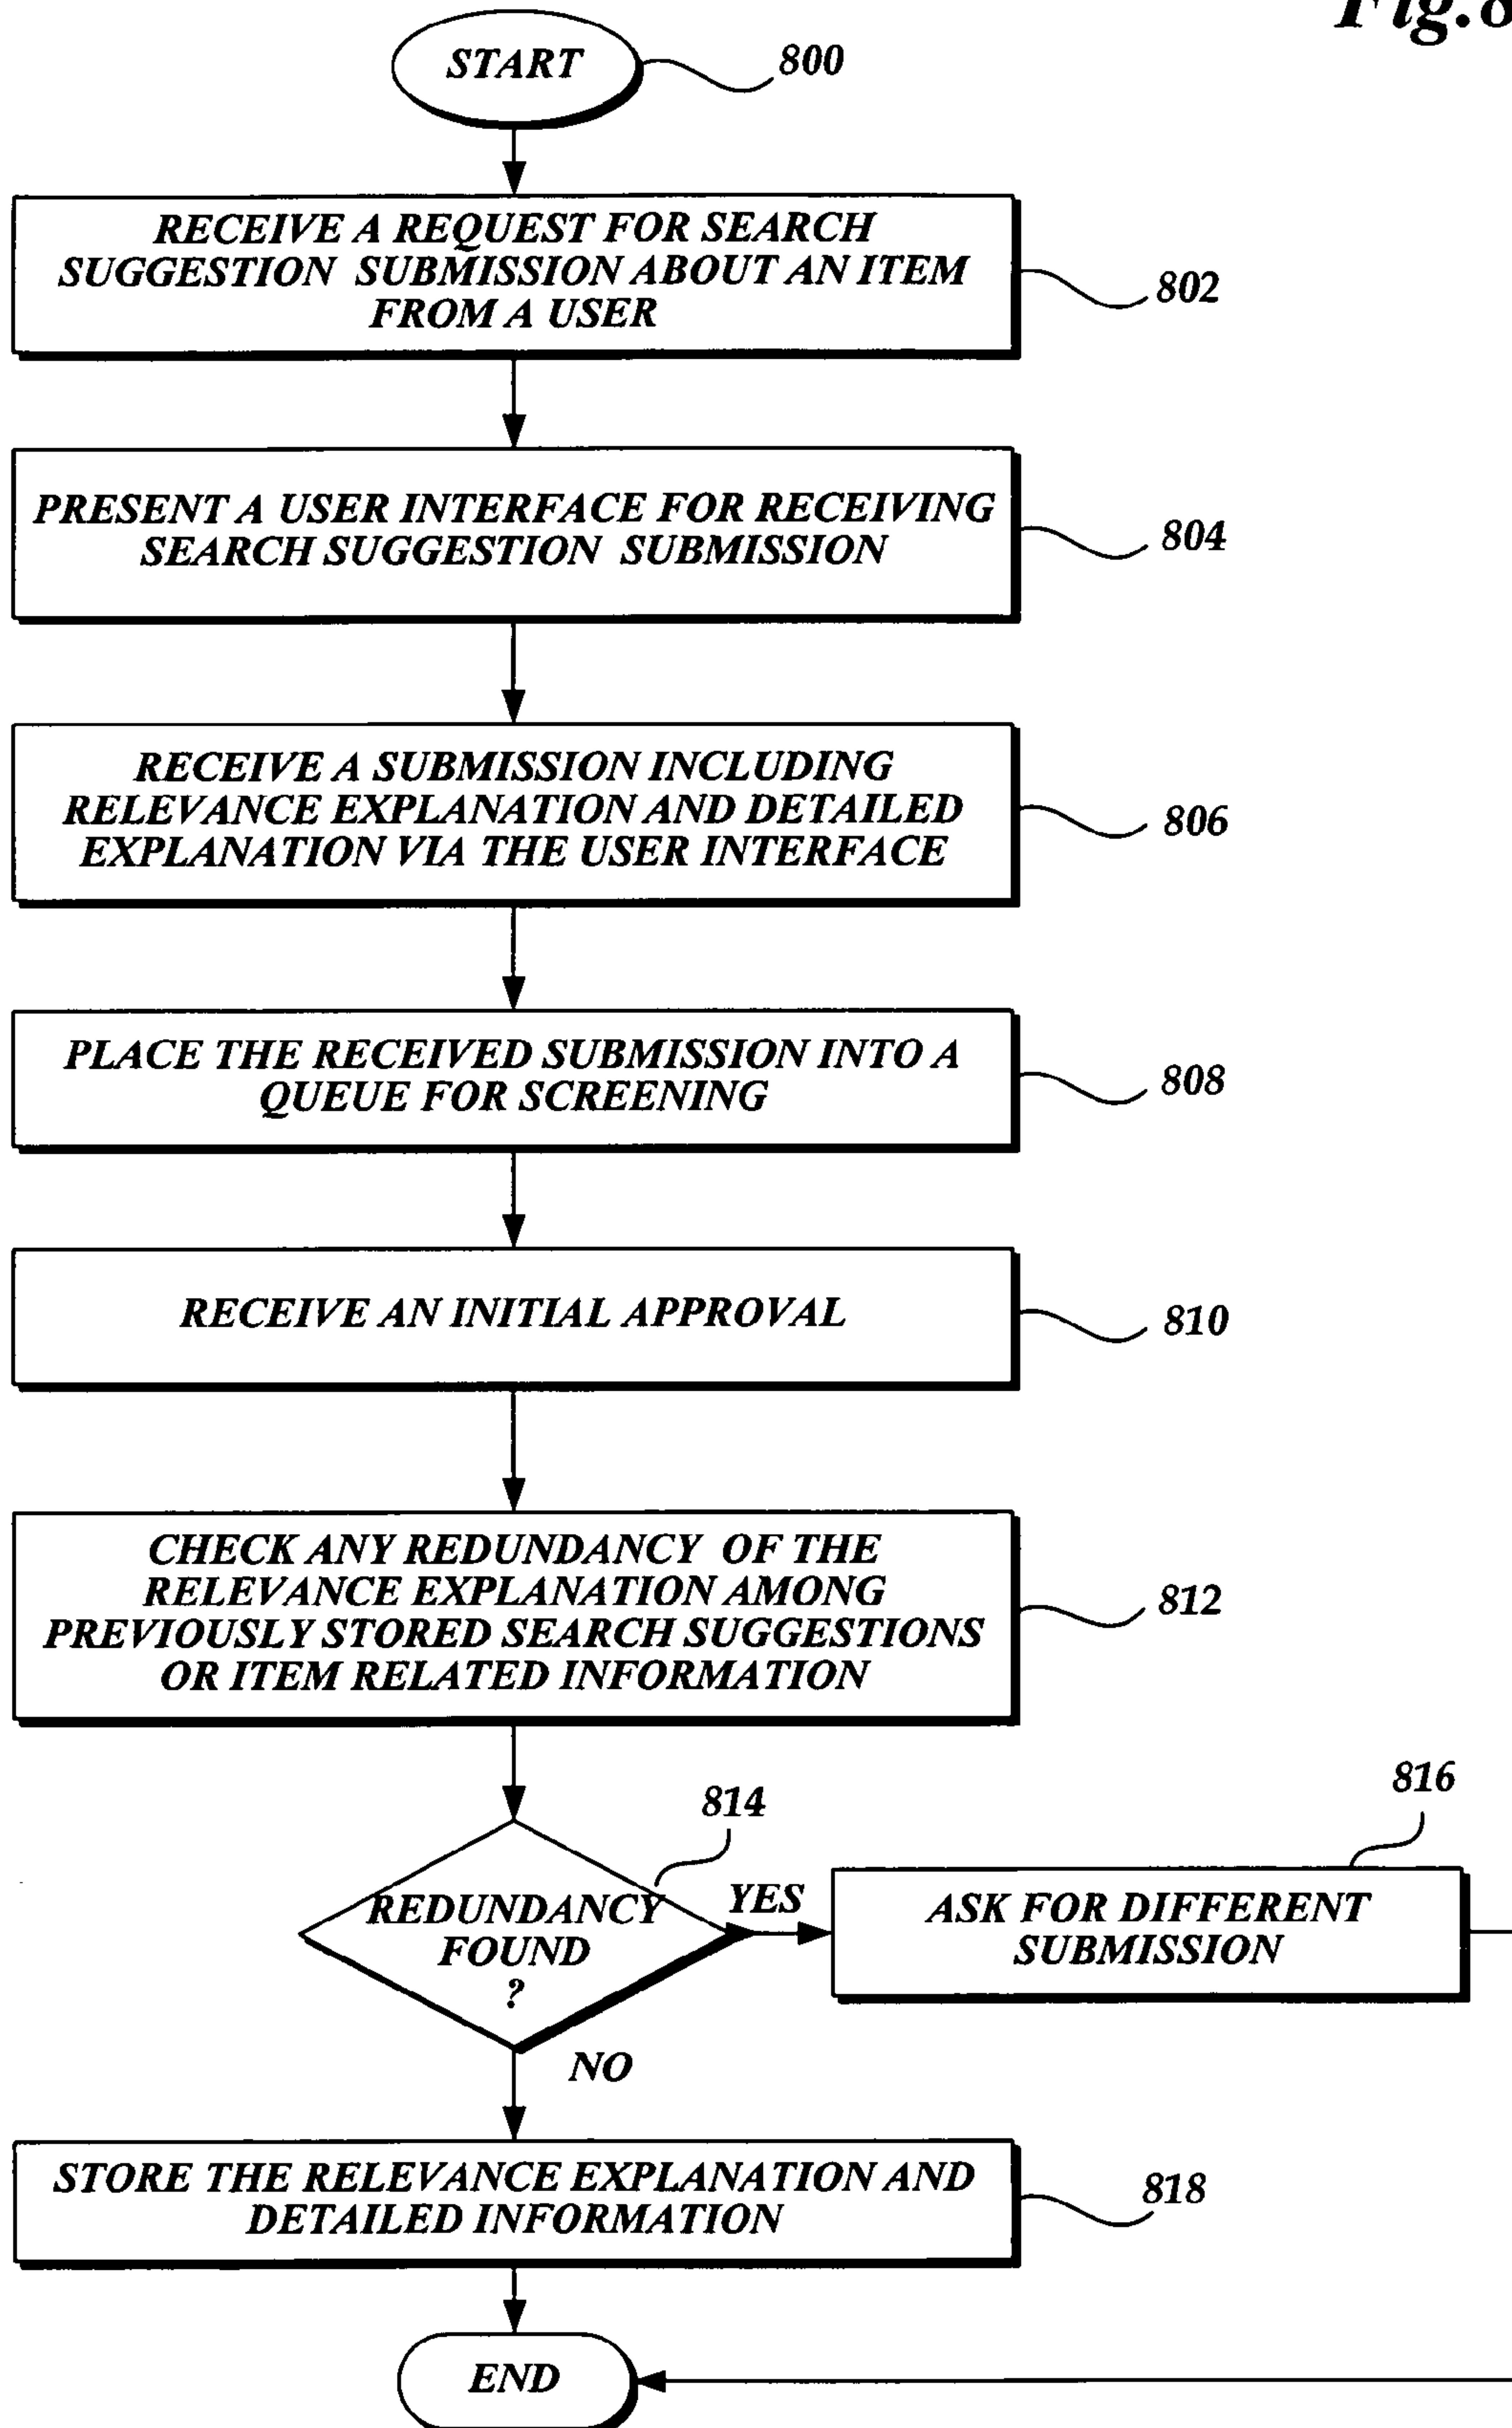 Fig.8
START
800
RECEIVE A REQUEST FOR SEARCH
SUGGESTION SUBMISSION ABOUT AN ITEM
FROM A USER
802
PRESENT A USER INTERFACE FOR RECEIVING
SEARCH SUGGESTION SUBMISSION
804
RECEIVE A SUBMISSION INCLUDING
RELEVANCE EXPLANATION AND DETAILED
EXPLANATION VIA THE USER INTERFACE
806
PLACE THE RECEIVED SUBMISSION INTO A
QUEUE FOR SCREENING
808
RECEIVE AN INITIAL APPROVAL
810
CHECK ANY REDUNDANCY OF THE
RELEVANCE EXPLANATION AMONG
PREVIOUSLY STORED SEARCH SUGGESTIONS
OR ITEM RELATED INFORMATION
812
814
816
REDUNDANCY
FOUND
?
YES
ASK FOR DIFFERENT
SUBMISSION
NO
STORE THE RELEVANCE EXPLANATION AND
DETAILED INFORMATION
818
END